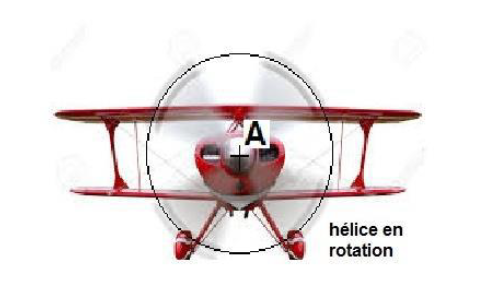 A
hélice en
rotation